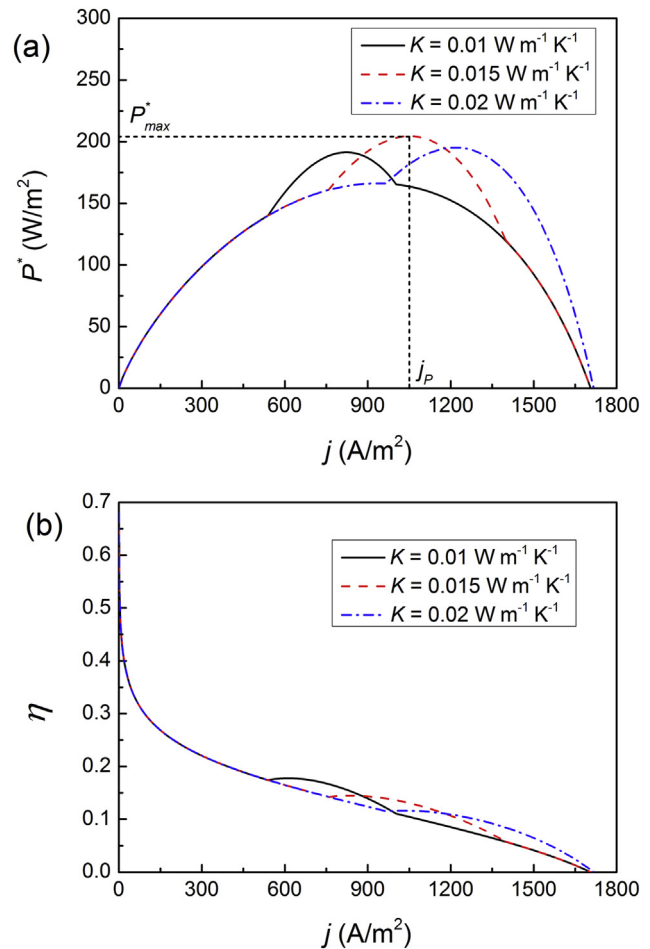 (a)
K = 0.01 W m⁻¹ K⁻¹
K = 0.015 W m⁻¹ K⁻¹
K = 0.02 W m⁻¹ K⁻¹
P*max
jP
300
250
200
150
100
50
0
P* (W/m²)
0 300 600 900 1200 1500 1800
j (A/m²)
(b)
K = 0.01 W m⁻¹ K⁻¹
K = 0.015 W m⁻¹ K⁻¹
K = 0.02 W m⁻¹ K⁻¹
0.7
0.6
0.5
0.4
0.3
0.2
0.1
0.0
η
0 300 600 900 1200 1500 1800
j (A/m²)